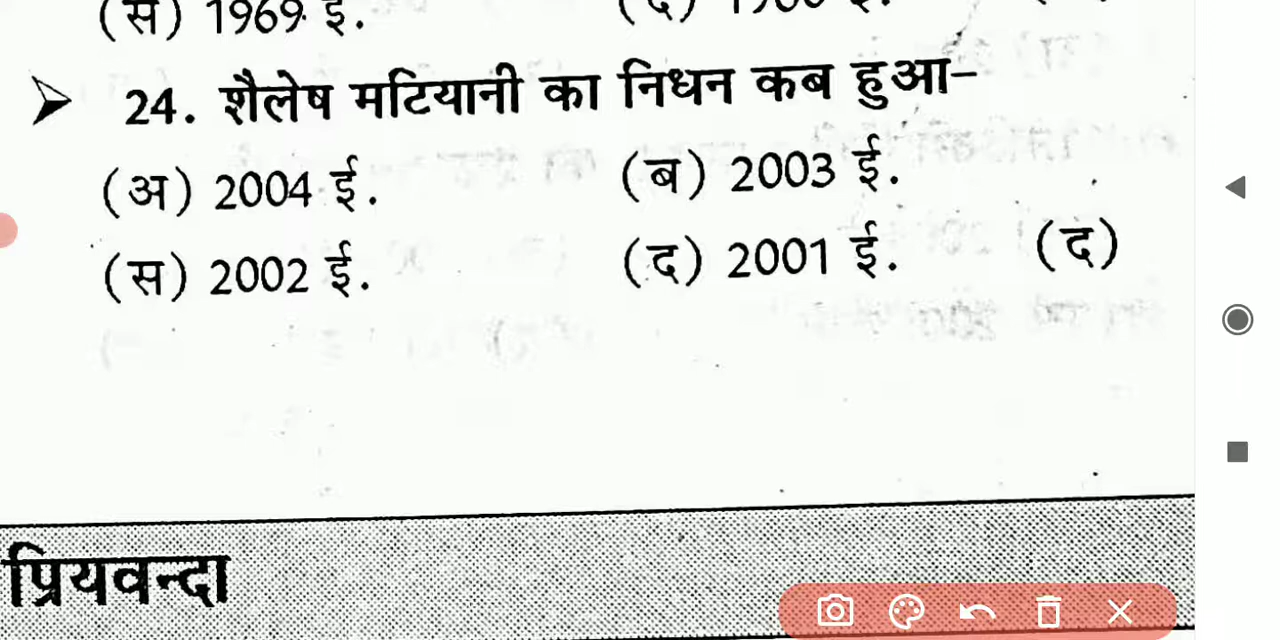 (स) 1969 ई.
➤ 24. शैलेष मटियानी का निधन कब हुआ–
(अ) 2004 ई. (ब) 2003 ई.
(स) 2002 ई. (द) 2001 ई. (द)
प्रियवन्दा